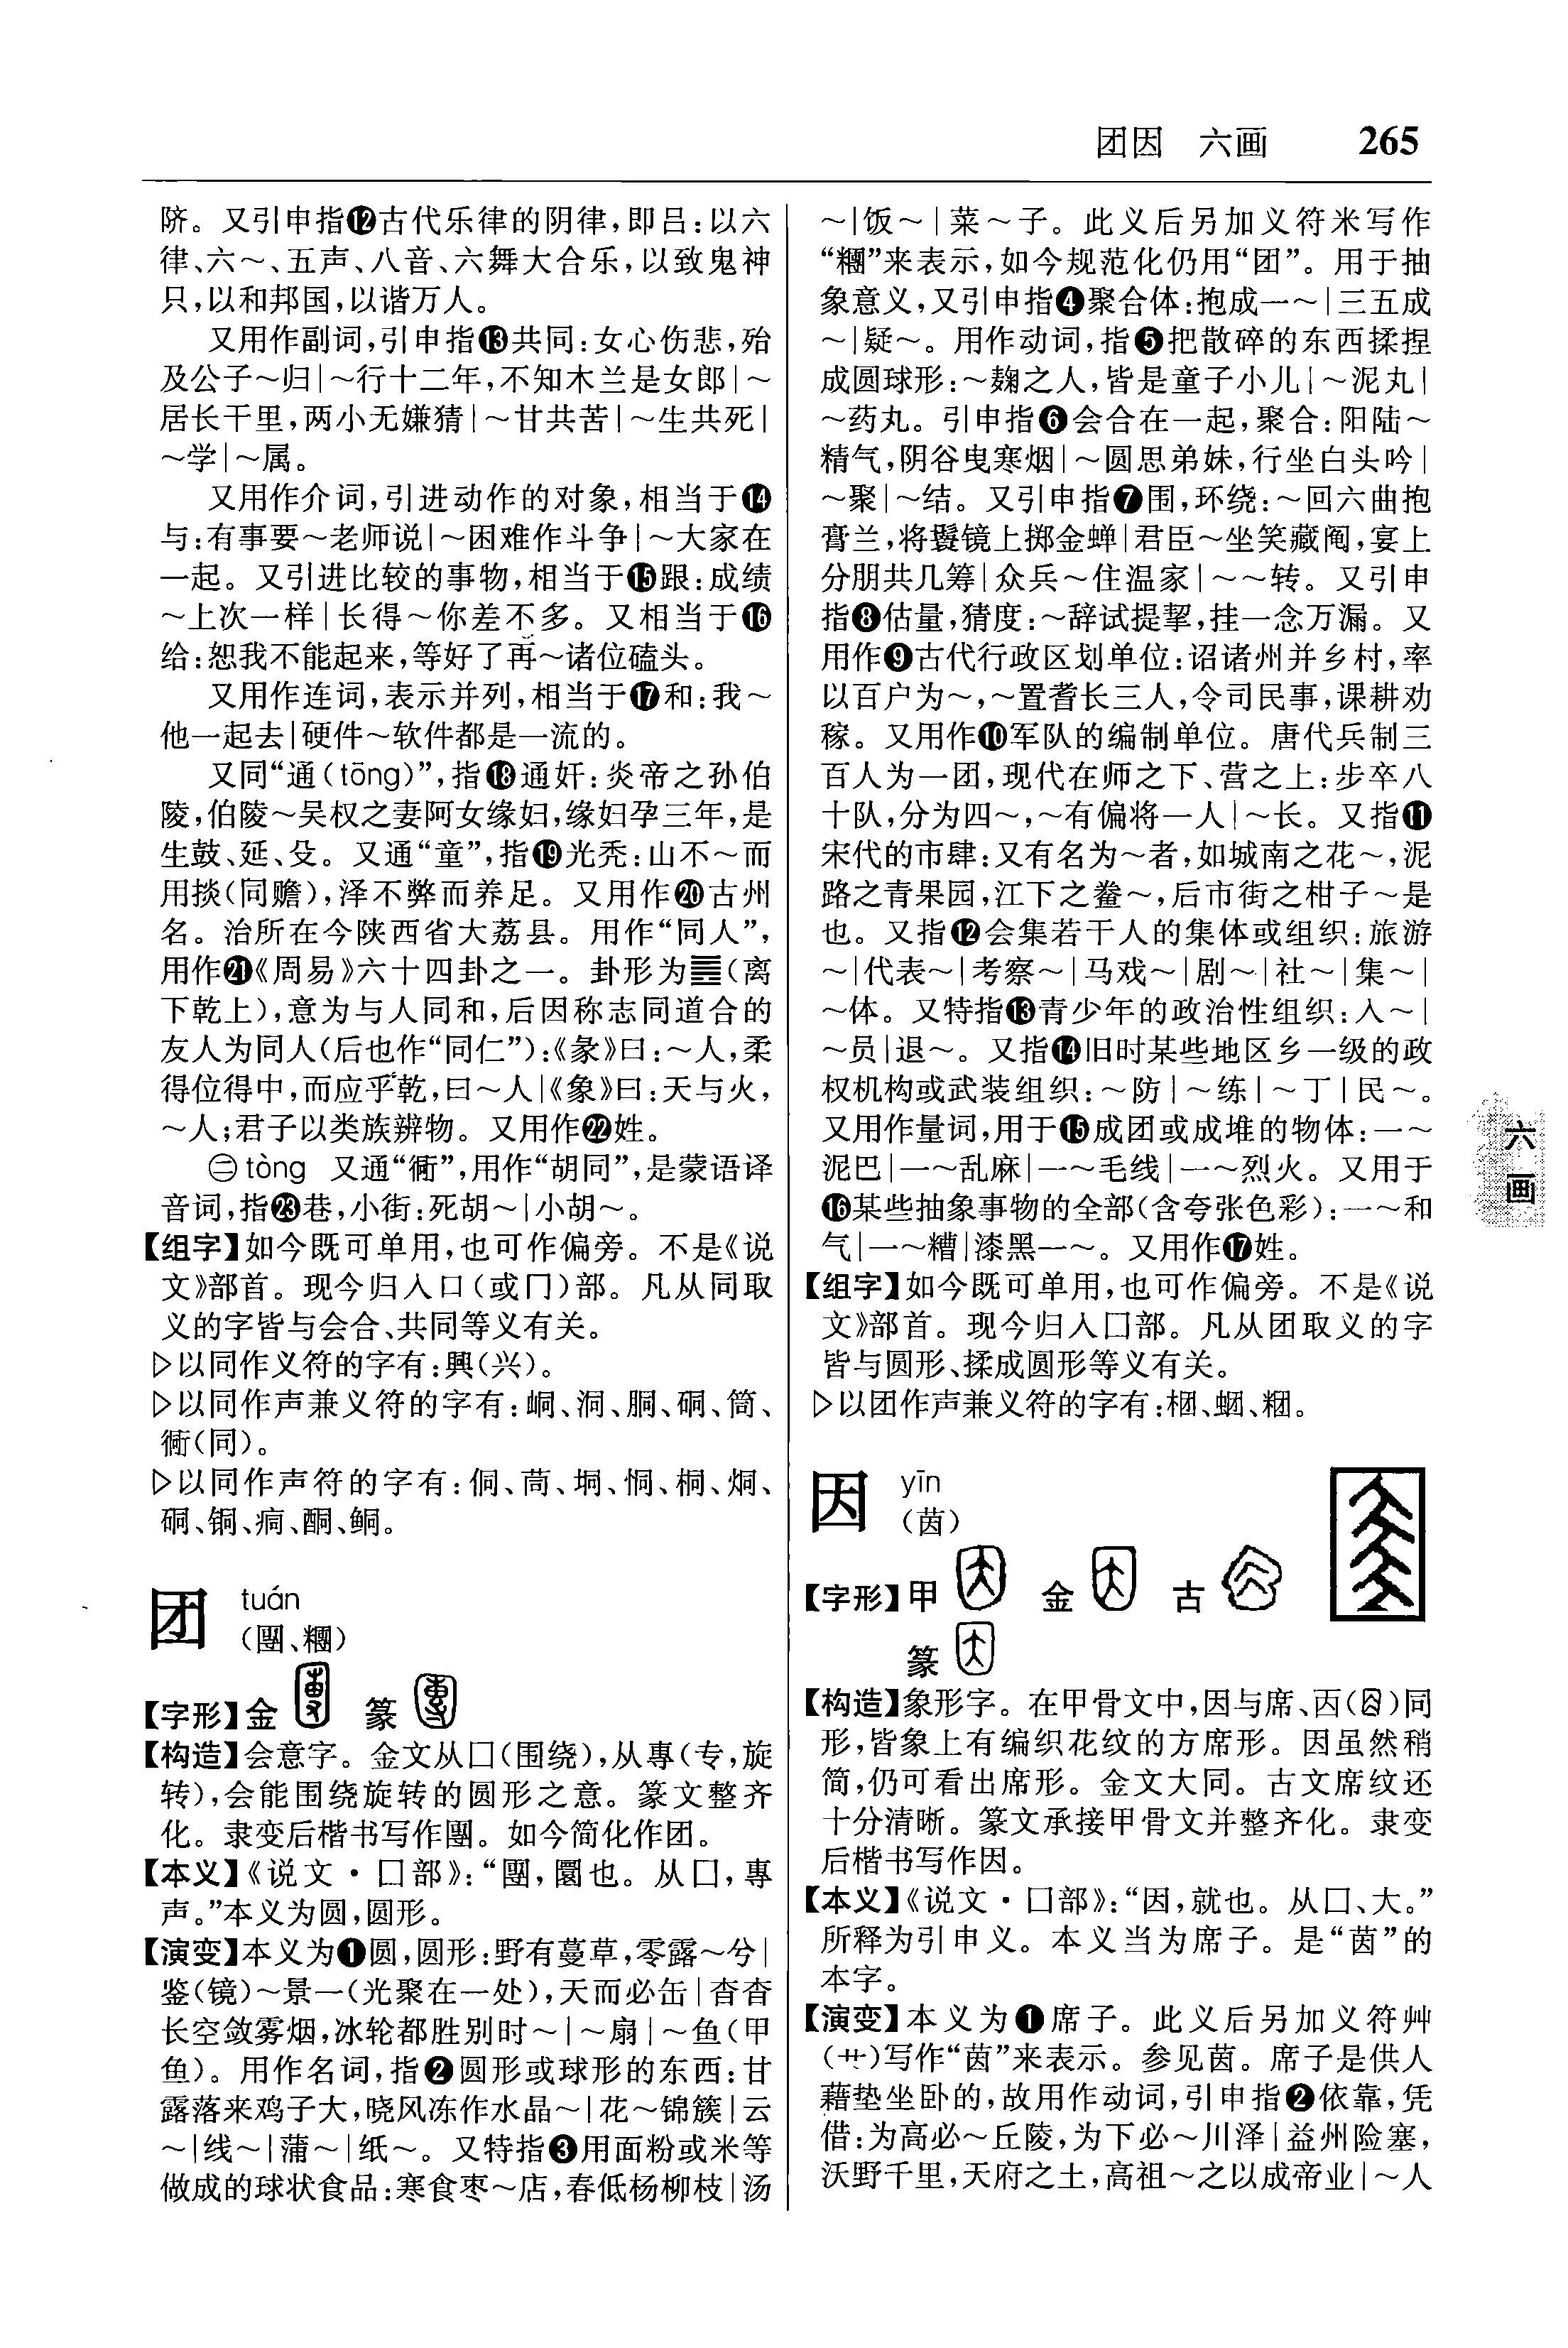 团因　六画　265
跻。又引申指⓬古代乐律的阴律，即吕：以六
律、六～、五声、八音、六舞大合乐，以致鬼神
只，以和邦国，以谐万人。
又用作副词，引申指⓭共同：女心伤悲，殆
及公子～归|～行十二年，不知木兰是女郎|～
居长干里，两小无嫌猜|～甘共苦|～生共死|
～学|～属。
又用作介词，引进动作的对象，相当于⓮
与：有事要～老师说|～困难作斗争|～大家在
一起。又引进比较的事物，相当于⓯跟：成绩
～上次一样|长得～你差不多。又相当于⓰
给：恕我不能起来，等好了再～诸位磕头。
又用作连词，表示并列，相当于⓱和：我～
他一起去|硬件～软件都是一流的。
又同“通（tōng）”，指⓲通奸：炎帝之孙伯
陵，伯陵～吴权之妻阿女缘妇，缘妇孕三年，是
生鼓、延、殳。又通“童”，指⓳光秃：山不～而
用掞（同赡），泽不弊而养足。又用作⓴古州
名。治所在今陕西省大荔县。用作“同人”，
用作㉑《周易》六十四卦之一。卦形为䷌（离
下乾上），意为与人同和，后因称志同道合的
友人为同人（后也作“同仁”）：《彖》曰：～人，柔
得位得中，而应乎乾，曰～人|《象》曰：天与火，
～人；君子以类族辨物。又用作㉒姓。
㊁tòng　又通“衕”，用作“胡同”，是蒙语译
音词，指㉓巷，小街：死胡～|小胡～。
【组字】如今既可单用，也可作偏旁。不是《说
文》部首。现今归入口（或冂）部。凡从同取
义的字皆与会合、共同等义有关。
▷以同作义符的字有：興（兴）。
▷以同作声兼义符的字有：峒、洞、胴、硐、筒、
衕（同）。
▷以同作声符的字有：侗、茼、垌、恫、桐、烔、
硐、铜、痌、酮、鲖。
团　tuán
（團、糰）
【字形】金　篆
【构造】会意字。金文从囗（围绕），从專（专，旋
转），会能围绕旋转的圆形之意。篆文整齐
化。隶变后楷书写作團。如今简化作团。
【本义】《说文·囗部》：“團，圜也。从囗，專
声。”本义为圆，圆形。
【演变】本义为❶圆，圆形：野有蔓草，零露～兮|
鉴（镜）～景一（光聚在一处），天而必缶|杳杳
长空敛雾烟，冰轮都胜别时～|～扇|～鱼（甲
鱼）。用作名词，指❷圆形或球形的东西：甘
露落来鸡子大，晓风冻作水晶～|花～锦簇|云
～|线～|蒲～|纸～。又特指❸用面粉或米等
做成的球状食品：寒食枣～店，春低杨柳枝|汤
～|饭～|菜～子。此义后另加义符米写作
“糰”来表示，如今规范化仍用“团”。用于抽
象意义，又引申指❹聚合体：抱成一～|三五成
～|疑～。用作动词，指❺把散碎的东西揉捏
成圆球形：～麹之人，皆是童子小儿|～泥丸|
～药丸。引申指❻会合在一起，聚合：阳陆～
精气，阴谷曳寒烟|～圆思弟妹，行坐白头吟|
～聚|～结。又引申指❼围，环绕：～回六曲抱
膏兰，将鬟镜上掷金蝉|君臣～坐笑藏阄，宴上
分朋共几筹|众兵～住温家|～～转。又引申
指❽估量，猜度：～辞试提挈，挂一念万漏。又
用作❾古代行政区划单位：诏诸州并乡村，率
以百户为～，～置耆长三人，令司民事，课耕劝
稼。又用作❿军队的编制单位。唐代兵制三
百人为一团，现代在师之下、营之上：步卒八
十队，分为四～，～有偏将一人|～长。又指⓫
宋代的市肆：又有名为～者，如城南之花～，泥
路之青果园，江下之鲞～，后市街之柑子～是
也。又指⓬会集若干人的集体或组织：旅游
～|代表～|考察～|马戏～|剧～|社～|集～|
～体。又特指⓭青少年的政治性组织：入～|
～员|退～。又指⓮旧时某些地区乡一级的政
权机构或武装组织：～防|～练|～丁|民～。
又用作量词，用于⓯成团或成堆的物体：一～
泥巴|一～乱麻|一～毛线|一～烈火。又用于
⓰某些抽象事物的全部（含夸张色彩）：一～和
气|一～糟|漆黑一～。又用作⓱姓。
【组字】如今既可单用，也可作偏旁。不是《说
文》部首。现今归入囗部。凡从团取义的字
皆与圆形、揉成圆形等义有关。
▷以团作声兼义符的字有：
因　yīn
（茵）
【字形】甲　金　古
篆
【构造】象形字。在甲骨文中，因与席、㐁同
形，皆象上有编织花纹的方席形。因虽然稍
简，仍可看出席形。金文大同。古文席纹还
十分清晰。篆文承接甲骨文并整齐化。隶变
后楷书写作因。
【本义】《说文·囗部》：“因，就也。从囗、大。”
所释为引申义。本义当为席子。是“茵”的
本字。
【演变】本义为❶席子。此义后另加义符艸
（艹）写作“茵”来表示。参见茵。席子是供人
藉垫坐卧的，故用作动词，引申指❷依靠，凭
借：为高必～丘陵，为下必～川泽|益州险塞，
沃野千里，天府之土，高祖～之以成帝业|～人
六画